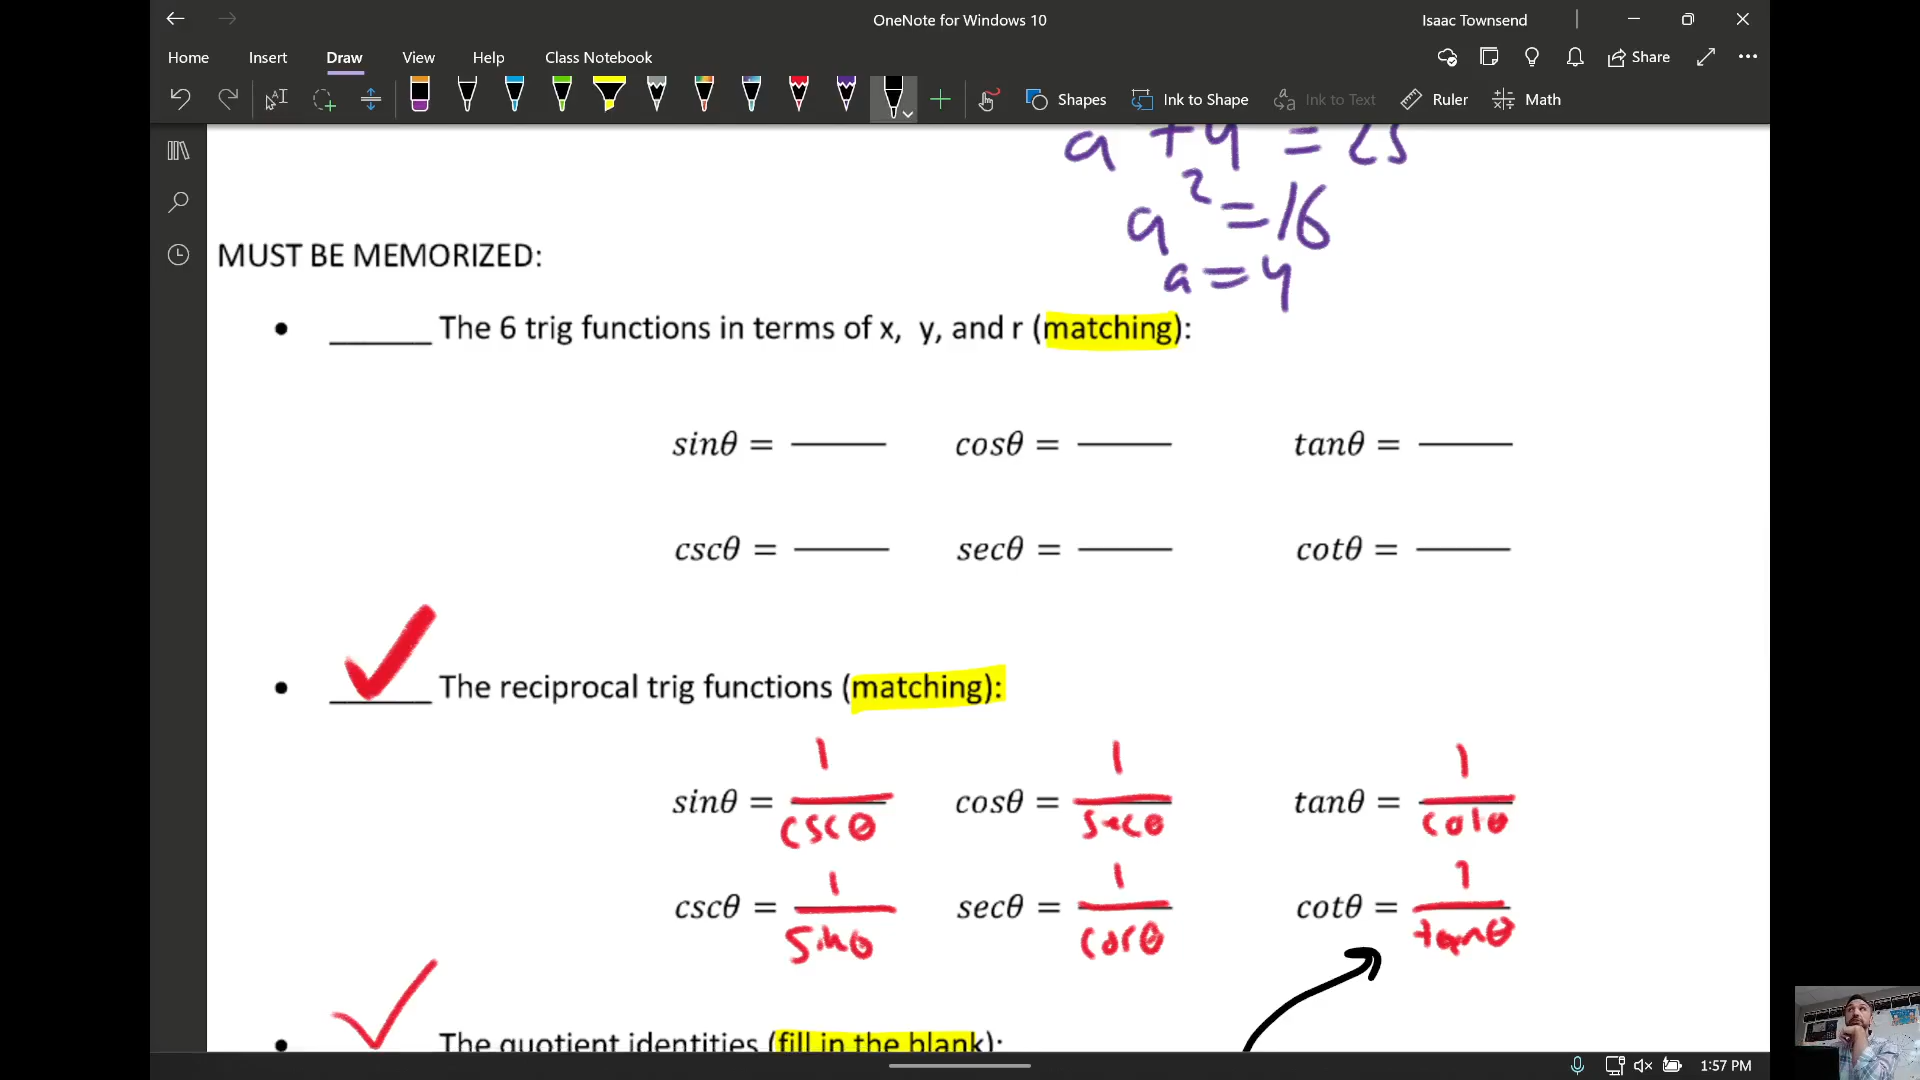 OneNote for Windows 10
Isaac Townsend
Home Insert Draw View Help Class Notebook
Share
Shapes Ink to Shape Ink to Text Ruler Math
a² = 16
a = 4
MUST BE MEMORIZED:
• ______ The 6 trig functions in terms of x, y, and r (matching):
sinθ = ——— cosθ = ——— tanθ = ———
cscθ = ——— secθ = ——— cotθ = ———
• ______ The reciprocal trig functions (matching):
sinθ = 1/cscθ cosθ = 1/secθ tanθ = 1/cotθ
cscθ = 1/sinθ secθ = 1/cosθ cotθ = 1/tanθ
• The quotient identities (fill in the blank):
1:57 PM